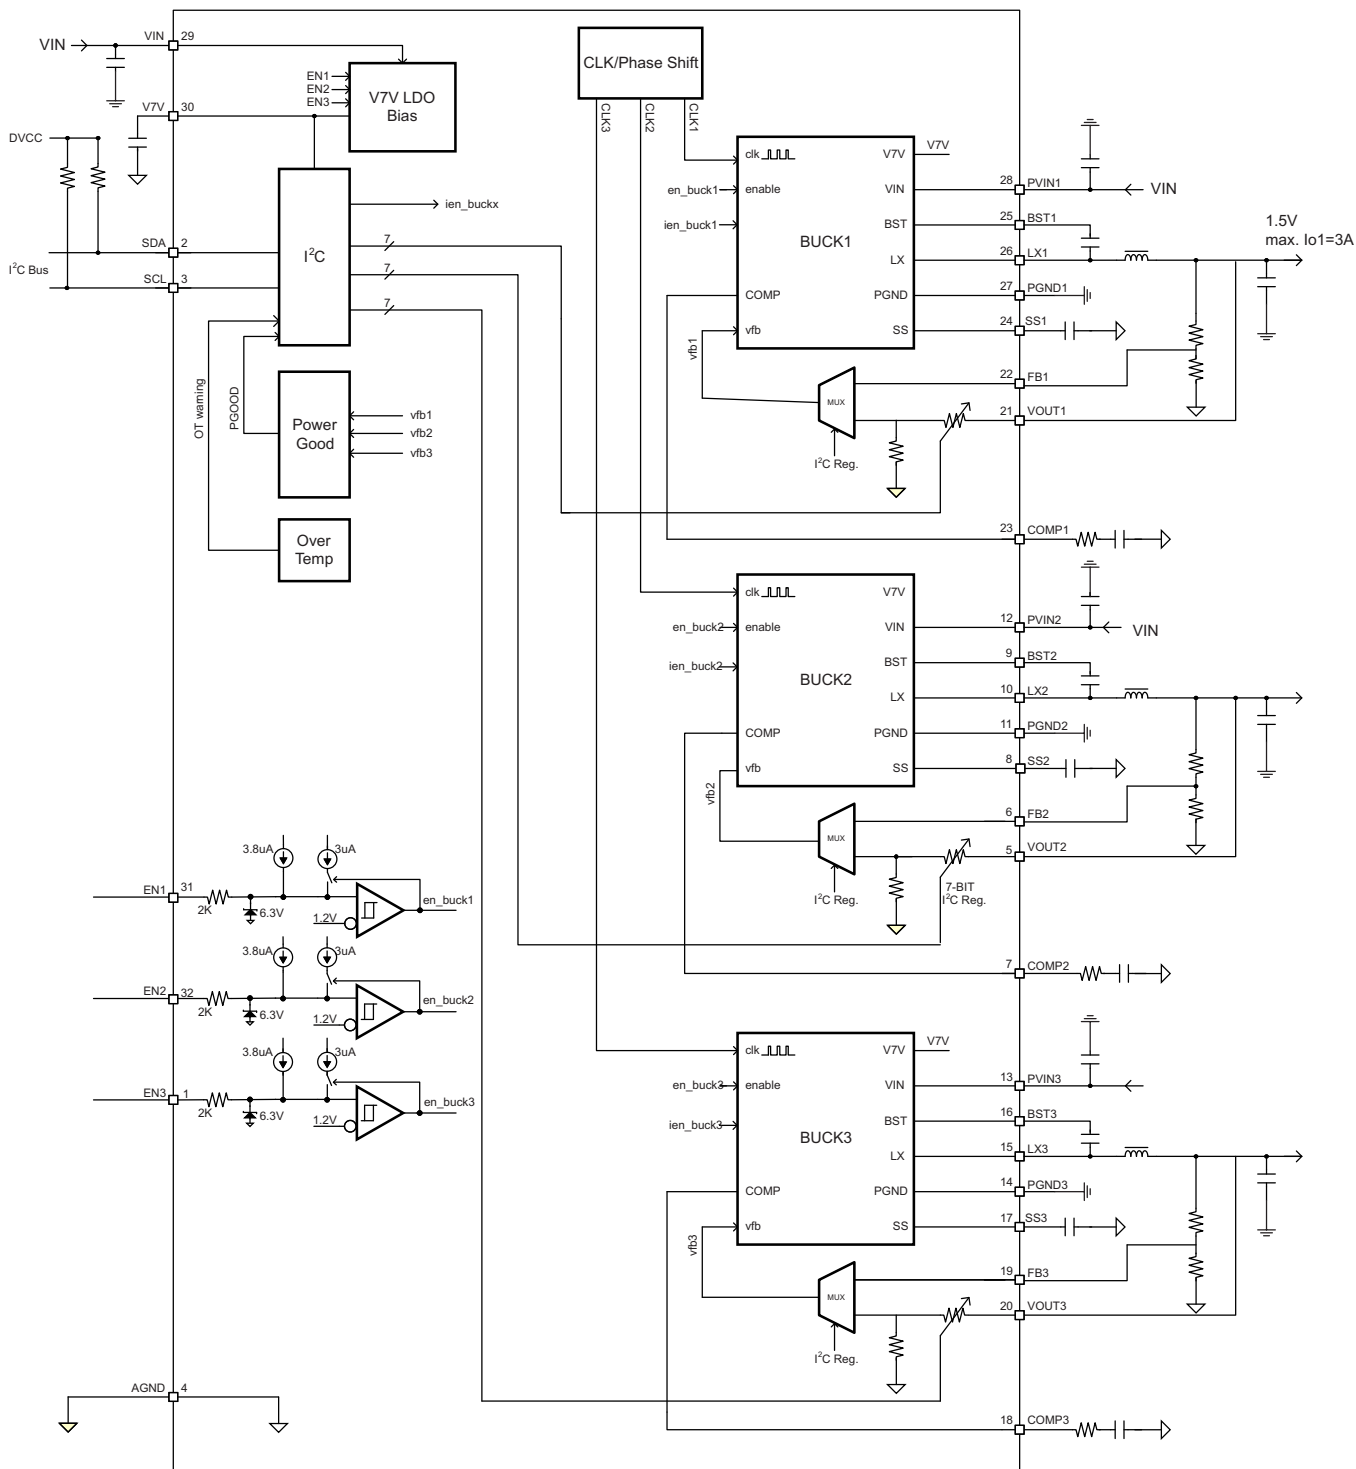 VIN
VIN
29
EN1
EN2
EN3
V7V LDO
Bias
V7V
30
DVCC
SDA
2
I²C Bus
SCL
3
I²C
ien_buckx
7
7
7
OT warning
PGOOD
Power
Good
vfb1
vfb2
vfb3
Over
Temp
CLK/Phase Shift
CLK3
CLK2
CLK1
clk
V7V
V7V
en_buck1
enable
VIN
28
PVIN1
VIN
ien_buck1
BST
25
BST1
BUCK1
LX
26
LX1
1.5V
max. Io1=3A
COMP
PGND
27
PGND1
vfb
SS
24
SS1
vfb1
MUX
22
FB1
21
VOUT1
I²C Reg.
23
COMP1
clk
V7V
en_buck2
enable
VIN
12
PVIN2
VIN
ien_buck2
BST
9
BST2
BUCK2
LX
10
LX2
COMP
PGND
11
PGND2
vfb
SS
8
SS2
vfb2
MUX
6
FB2
5
VOUT2
I²C Reg.
7-BIT
I²C Reg.
7
COMP2
3.8uA
3uA
EN1
31
2K
6.3V
1.2V
en_buck1
3.8uA
3uA
EN2
32
2K
6.3V
1.2V
en_buck2
3.8uA
3uA
EN3
1
2K
6.3V
1.2V
en_buck3
clk
V7V
V7V
en_buck3
enable
VIN
13
PVIN3
ien_buck3
BST
16
BST3
BUCK3
LX
15
LX3
COMP
PGND
14
PGND3
vfb
SS
17
SS3
vfb3
MUX
19
FB3
20
VOUT3
I²C Reg.
AGND
4
18
COMP3